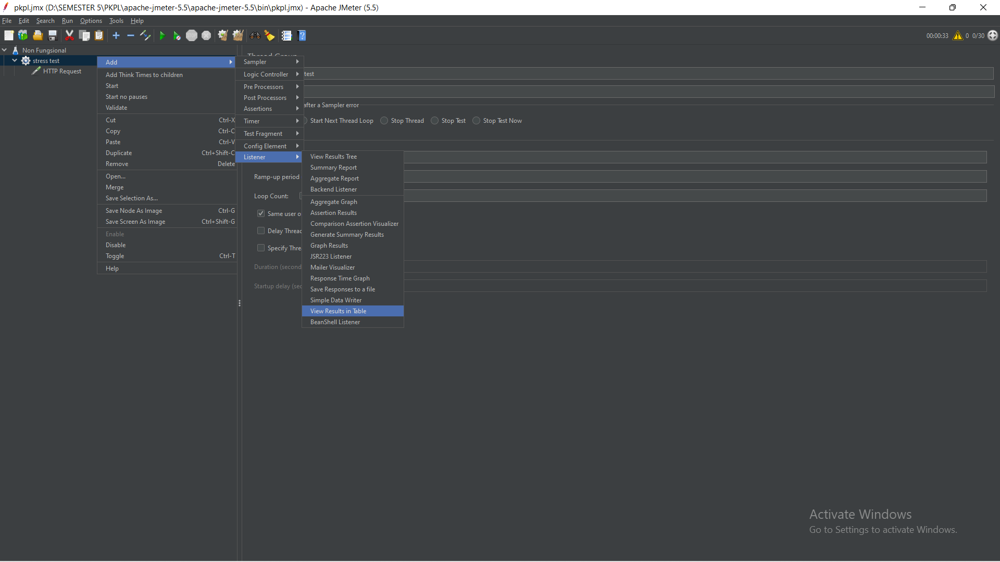 pkpl.jmx (D:\SEMESTER 5\PKPL\apache-jmeter-5.5\apache-jmeter-5.5\bin\pkpl.jmx) - Apache JMeter (5.5)
File Edit Search Run Options Tools Help
00:00:33 0 0/30
Non Fungsional
stress test
HTTP Request
Add
Add Think Times to children
Start
Start no pauses
Validate
Cut Ctrl-X
Copy Ctrl-C
Paste Ctrl-V
Duplicate Ctrl+Shift-C
Remove Delete
Open...
Merge
Save Selection As...
Save Node As Image Ctrl-G
Save Screen As Image Ctrl+Shift-G
Enable
Disable
Toggle Ctrl-T
Help
Sampler
Logic Controller
Pre Processors
Post Processors
Assertions
Timer
Test Fragment
Config Element
Listener
View Results Tree
Summary Report
Aggregate Report
Backend Listener
Aggregate Graph
Assertion Results
Comparison Assertion Visualizer
Generate Summary Results
Graph Results
JSR223 Listener
Mailer Visualizer
Response Time Graph
Save Responses to a file
Simple Data Writer
View Results in Table
BeanShell Listener
Thread Group
test
after a Sampler error
Start Next Thread Loop Stop Thread Stop Test Stop Test Now
Ramp-up period
Loop Count:
Same user o
Delay Threa
Specify Thre
Duration (second
Startup delay (sec
Activate Windows
Go to Settings to activate Windows.